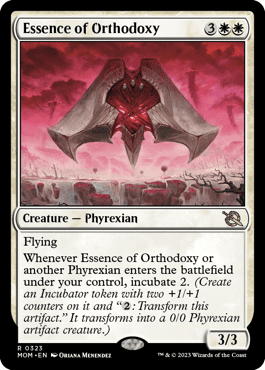 Essence of Orthodoxy 3
Creature — Phyrexian
Flying
Whenever Essence of Orthodoxy or
another Phyrexian enters the battlefield
under your control, incubate 2. (Create
an Incubator token with two +1/+1
counters on it and “2: Transform this
artifact.” It transforms into a 0/0 Phyrexian
artifact creature.)
3/3
R 0323
MOM • EN ORIANA MENENDEZ
™ & © 2023 Wizards of the Coast